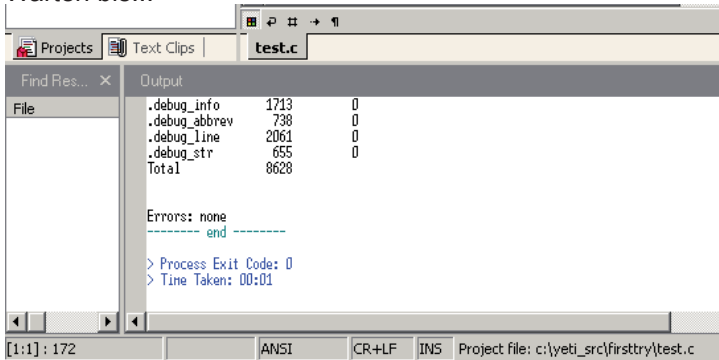 Projects Text Clips test.c
Find Res... Output
File
.debug_info 1713 0
.debug_abbrev 738 0
.debug_line 2061 0
.debug_str 655 0
Total 8628
Errors: none
-------- end --------
> Process Exit Code: 0
> Time Taken: 00:01
[1:1] : 172 ANSI CR+LF INS Project file: c:\yeti_src\firsttry\test.c